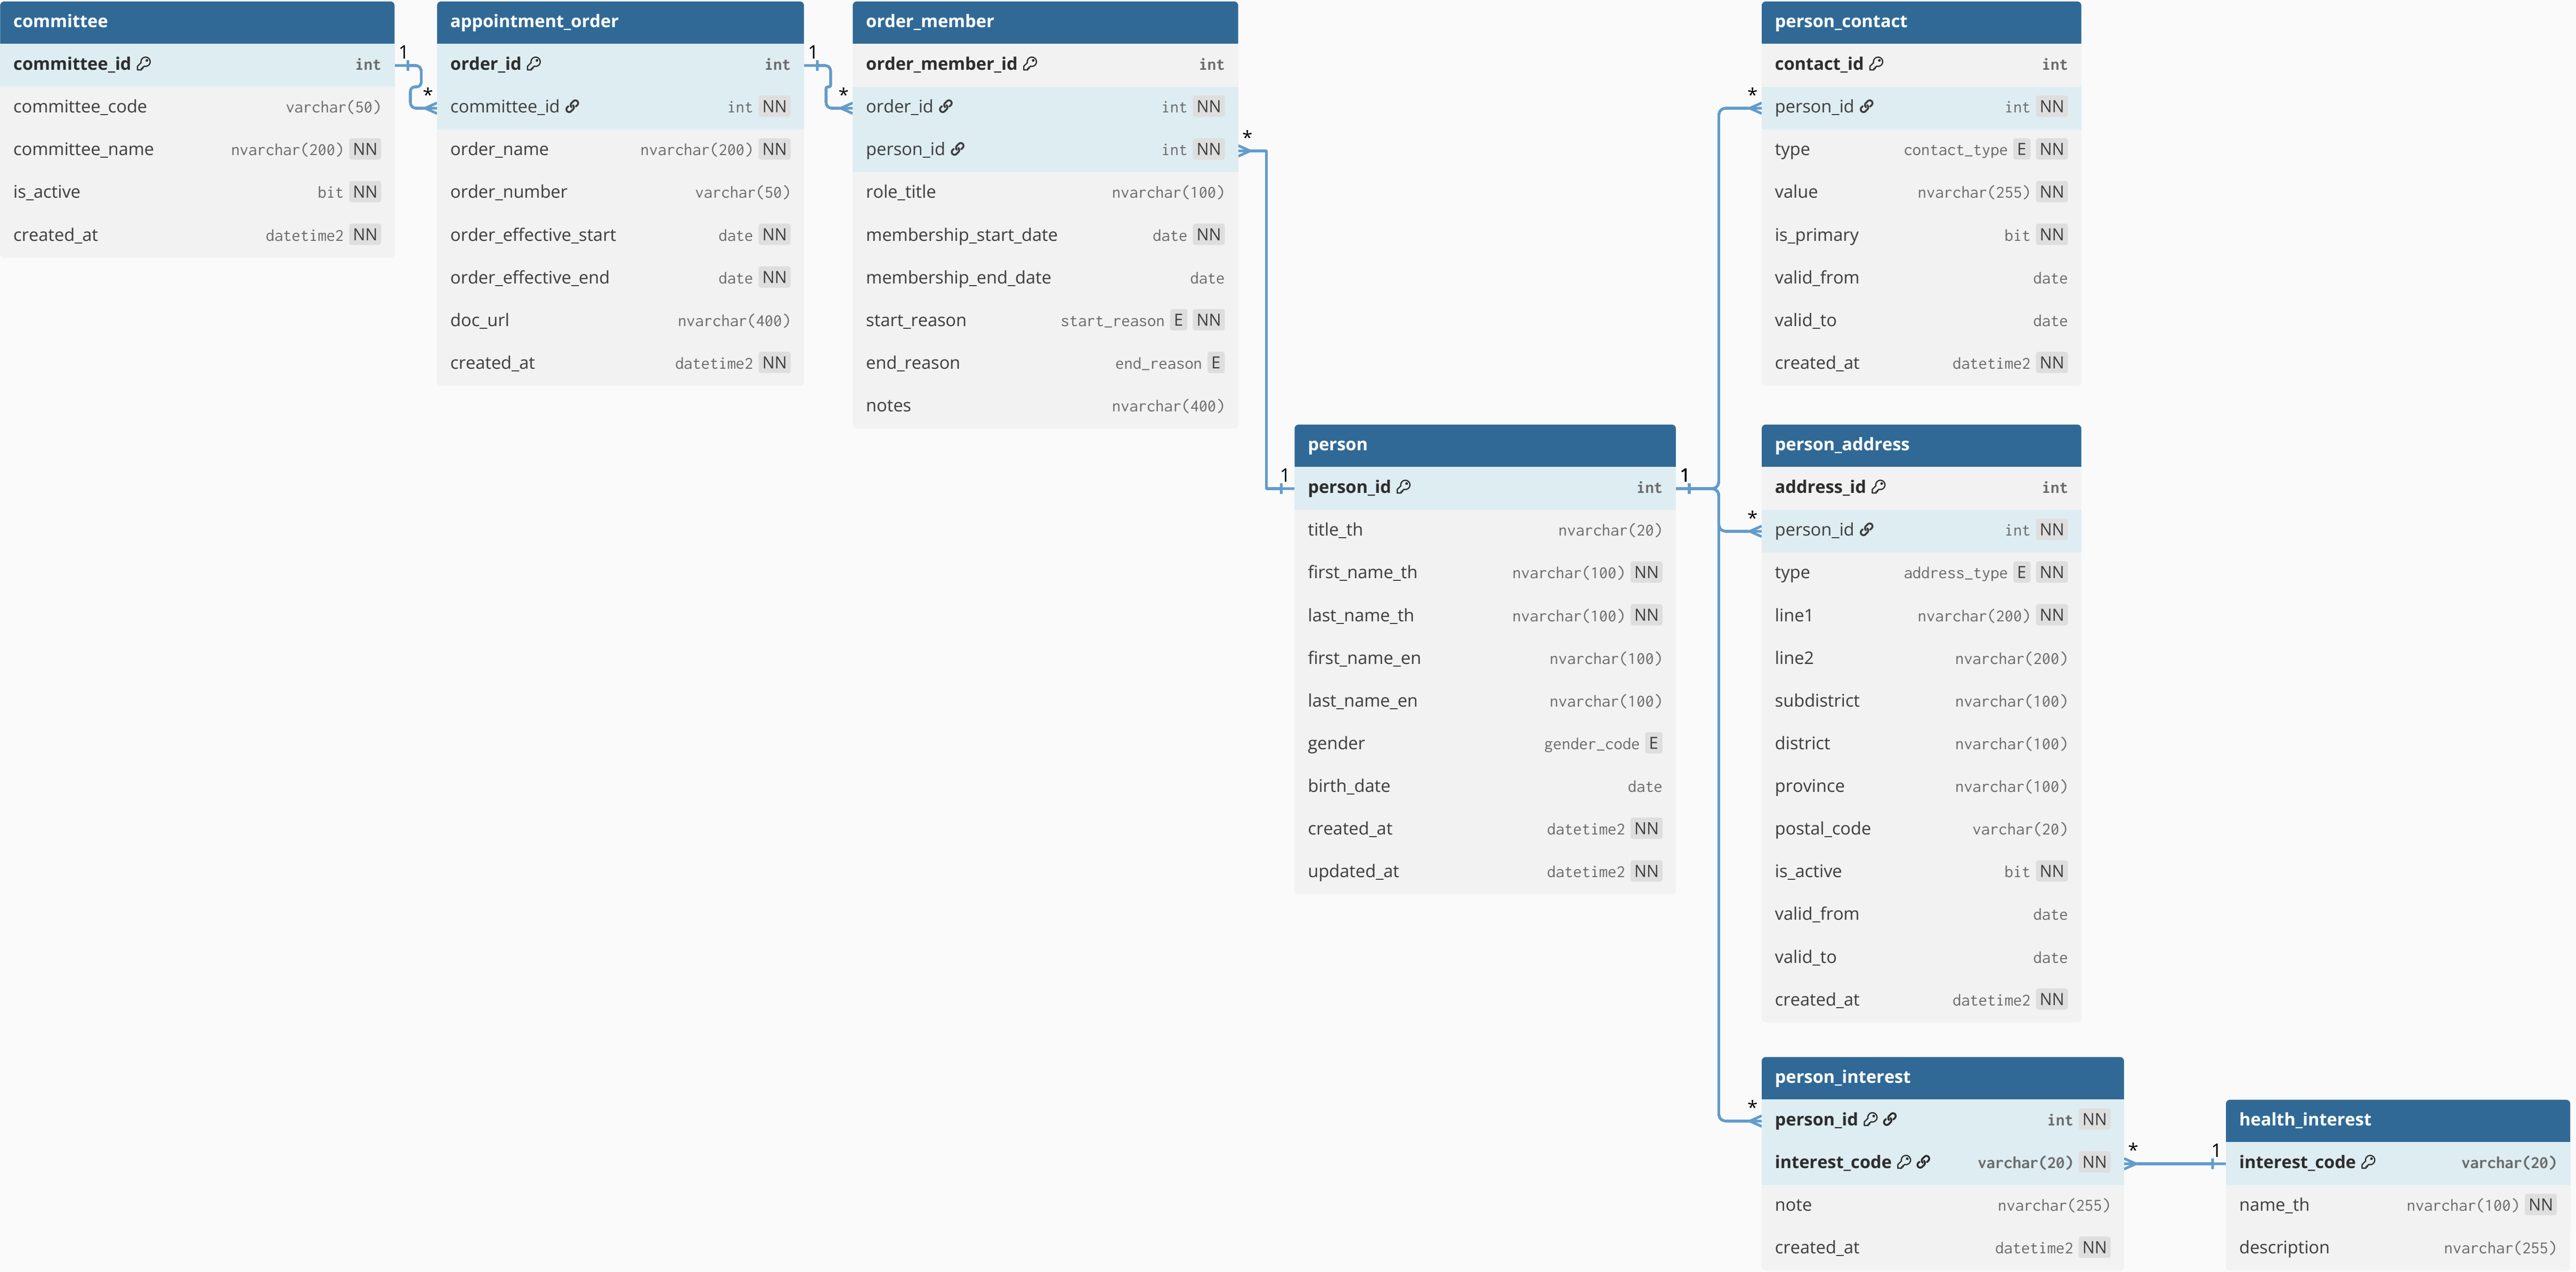 committee
committee_id int
committee_code varchar(50)
committee_name nvarchar(200) NN
is_active bit NN
created_at datetime2 NN
1
*
appointment_order
order_id int
committee_id int NN
order_name nvarchar(200) NN
order_number varchar(50)
order_effective_start date NN
order_effective_end date NN
doc_url nvarchar(400)
created_at datetime2 NN
1
*
order_member
order_member_id int
order_id int NN
person_id int NN
role_title nvarchar(100)
membership_start_date date NN
membership_end_date date
start_reason start_reason E NN
end_reason end_reason E
notes nvarchar(400)
*
1
person
person_id int
title_th nvarchar(20)
first_name_th nvarchar(100) NN
last_name_th nvarchar(100) NN
first_name_en nvarchar(100)
last_name_en nvarchar(100)
gender gender_code E
birth_date date
created_at datetime2 NN
updated_at datetime2 NN
1
*
person_contact
contact_id int
person_id int NN
type contact_type E NN
value nvarchar(255) NN
is_primary bit NN
valid_from date
valid_to date
created_at datetime2 NN
*
person_address
address_id int
person_id int NN
type address_type E NN
line1 nvarchar(200) NN
line2 nvarchar(200)
subdistrict nvarchar(100)
district nvarchar(100)
province nvarchar(100)
postal_code varchar(20)
is_active bit NN
valid_from date
valid_to date
created_at datetime2 NN
*
person_interest
person_id int NN
interest_code varchar(20) NN
note nvarchar(255)
created_at datetime2 NN
*
1
health_interest
interest_code varchar(20)
name_th nvarchar(100) NN
description nvarchar(255)